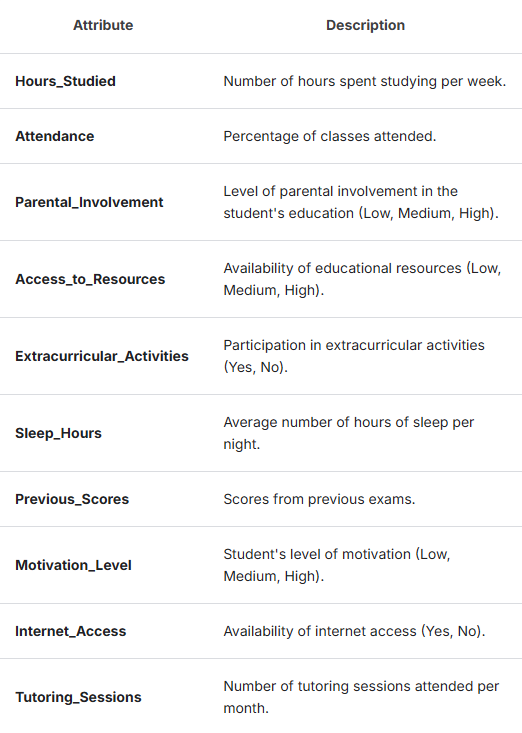 Attribute Description
Hours_Studied Number of hours spent studying per week.
Attendance Percentage of classes attended.
Parental_Involvement Level of parental involvement in the
student's education (Low, Medium, High).
Access_to_Resources Availability of educational resources (Low,
Medium, High).
Extracurricular_Activities Participation in extracurricular activities
(Yes, No).
Sleep_Hours Average number of hours of sleep per
night.
Previous_Scores Scores from previous exams.
Motivation_Level Student's level of motivation (Low,
Medium, High).
Internet_Access Availability of internet access (Yes, No).
Tutoring_Sessions Number of tutoring sessions attended per
month.